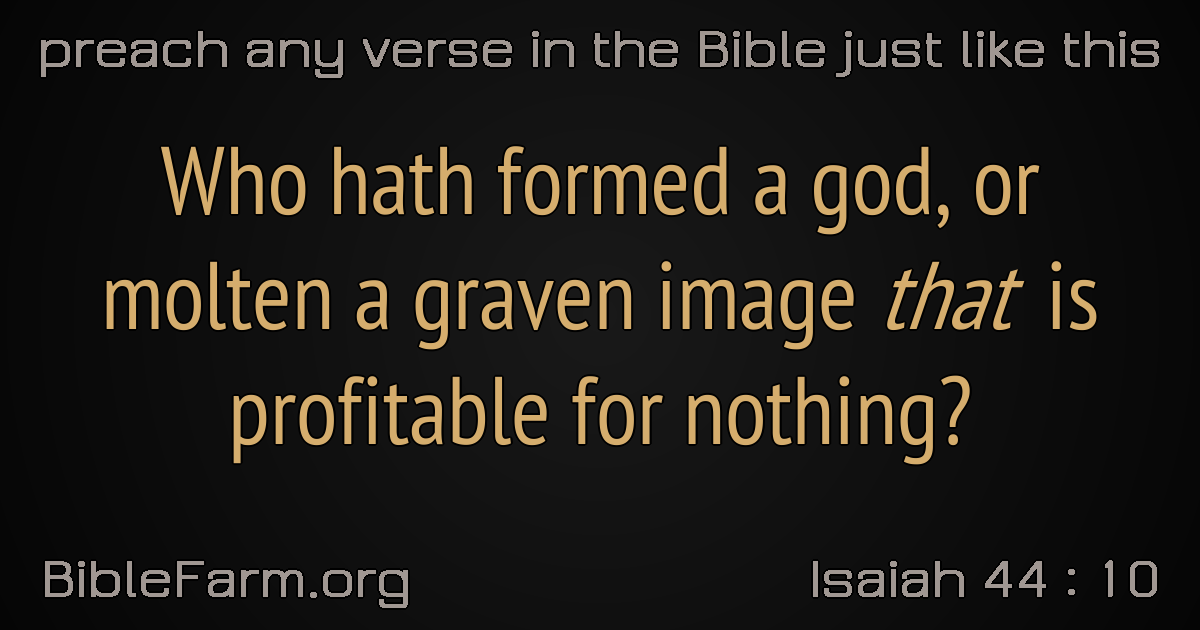 preach any verse in the Bible just like this
Who hath formed a god, or
molten a graven image that is
profitable for nothing?
BibleFarm.org
Isaiah 44 : 10